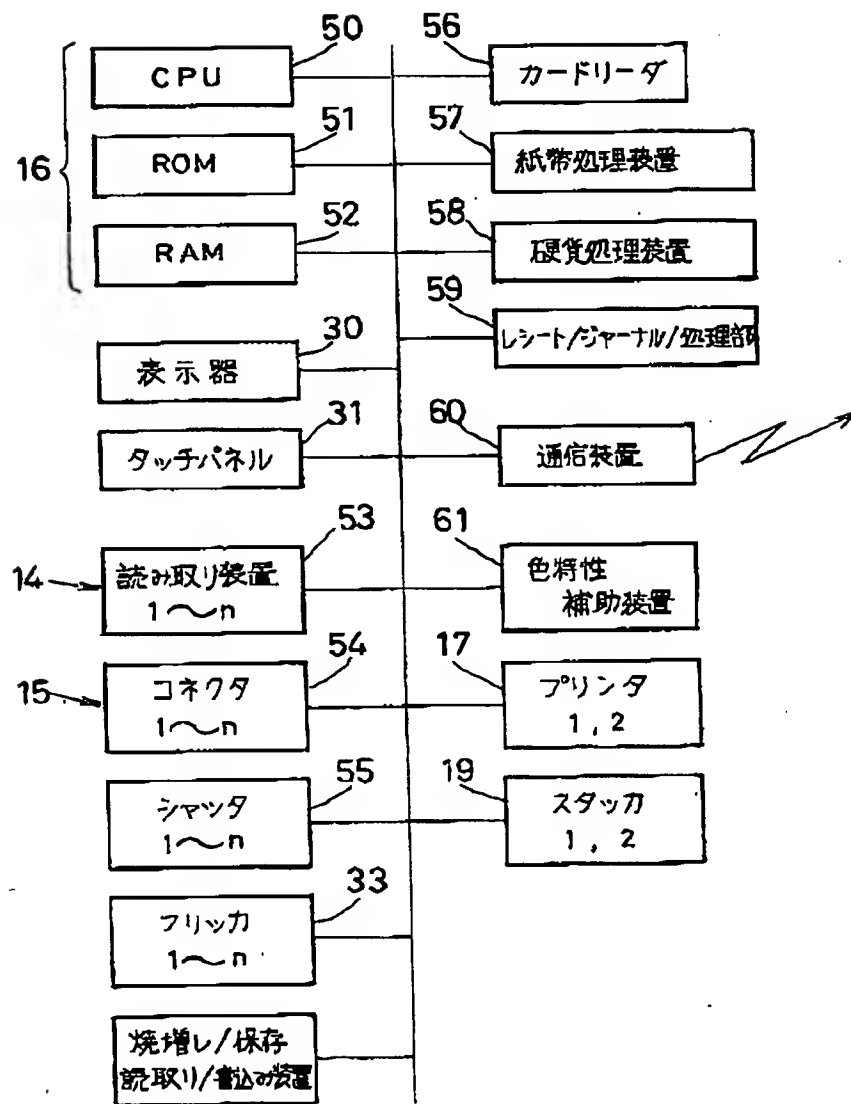 50
CPU
51
ROM
16
52
RAM
30
表示器
31
タッチパネル
53
14
読み取り装置
1〜n
54
15
コネクタ
1〜n
55
シャッタ
1〜n
33
フリッカ
1〜n
焼増し/保存
読取り/書込み装置
56
カードリーダ
57
紙幣処理装置
58
硬貨処理装置
59
レシート/ジャーナル/処理部
60
通信装置
61
色特性
補助装置
17
プリンタ
1,2
19
スタッカ
1,2